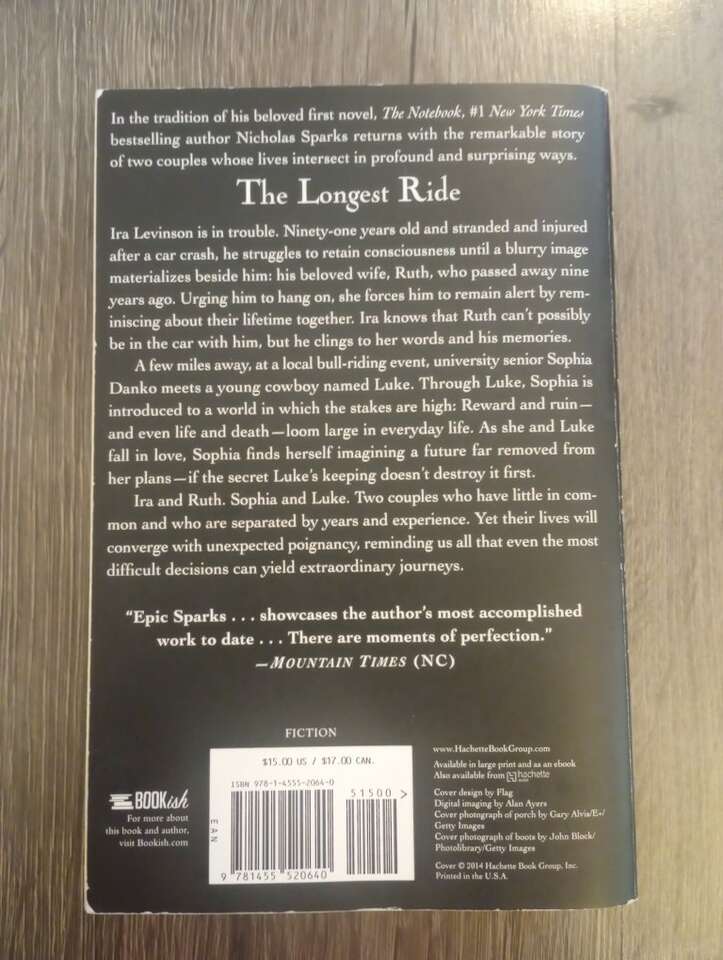 In the tradition of his beloved first novel, The Notebook, #1 New York Times
bestselling author Nicholas Sparks returns with the remarkable story
of two couples whose lives intersect in profound and surprising ways.
The Longest Ride
Ira Levinson is in trouble. Ninety-one years old and stranded and injured
after a car crash, he struggles to retain consciousness until a blurry image
materializes beside him: his beloved wife, Ruth, who passed away nine
years ago. Urging him to hang on, she forces him to remain alert by rem-
iniscing about their lifetime together. Ira knows that Ruth can't possibly
be in the car with him, but he clings to her words and his memories.
A few miles away, at a local bull-riding event, university senior Sophia
Danko meets a young cowboy named Luke. Through Luke, Sophia is
introduced to a world in which the stakes are high: Reward and ruin—
and even life and death—loom large in everyday life. As she and Luke
fall in love, Sophia finds herself imagining a future far removed from
her plans—if the secret Luke's keeping doesn't destroy it first.
Ira and Ruth. Sophia and Luke. Two couples who have little in com-
mon and who are separated by years and experience. Yet their lives will
converge with unexpected poignancy, reminding us all that even the most
difficult decisions can yield extraordinary journeys.
"Epic Sparks . . . showcases the author's most accomplished
work to date . . . There are moments of perfection."
—MOUNTAIN TIMES (NC)
FICTION
$15.00 US / $17.00 CAN.
ISBN 978-1-4555-2064-0
51500 >
EAN
9 781455 520640
BOOKish
For more about
this book and author,
visit Bookish.com
www.HachetteBookGroup.com
Available in large print and as an ebook
Also available from hachette
Cover design by Flag
Digital imaging by Alan Ayers
Cover photograph of porch by Gary Alvis/E+/
Getty Images
Cover photograph of boots by John Block/
Photolibrary/Getty Images
Cover © 2014 Hachette Book Group, Inc.
Printed in the U.S.A.